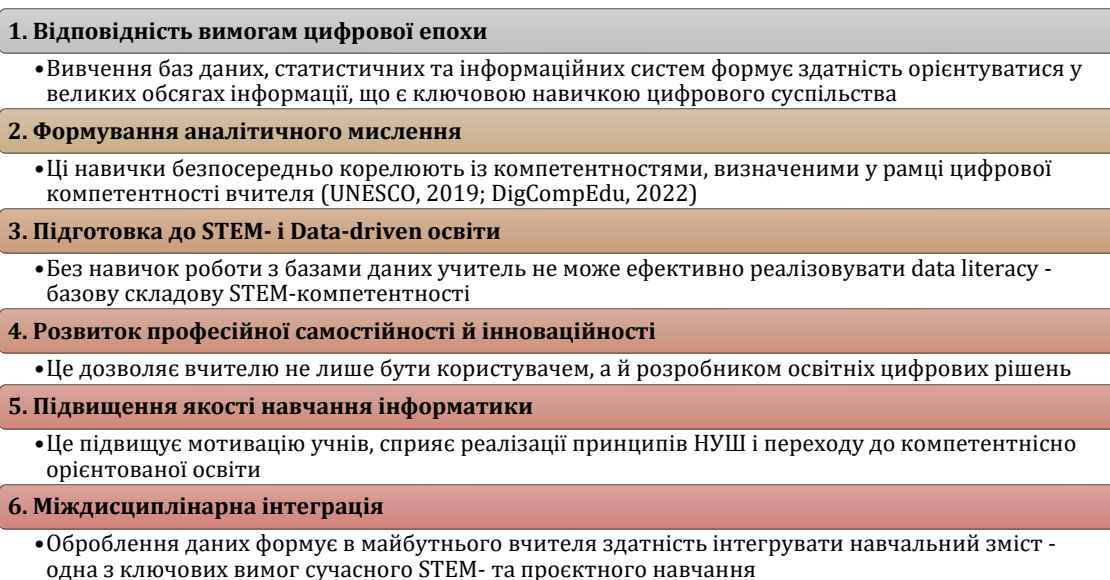 1. Відповідність вимогам цифрової епохи
•Вивчення баз даних, статистичних та інформаційних систем формує здатність орієнтуватися у
великих обсягах інформації, що є ключовою навичкою цифрового суспільства
2. Формування аналітичного мислення
•Ці навички безпосередньо корелюють із компетентностями, визначеними у рамці цифрової
компетентності вчителя (UNESCO, 2019; DigCompEdu, 2022)
3. Підготовка до STEM- і Data-driven освіти
•Без навичок роботи з базами даних учитель не може ефективно реалізовувати data literacy -
базову складову STEM-компетентності
4. Розвиток професійної самостійності й інноваційності
•Це дозволяє вчителю не лише бути користувачем, а й розробником освітніх цифрових рішень
5. Підвищення якості навчання інформатики
•Це підвищує мотивацію учнів, сприяє реалізації принципів НУШ і переходу до компетентнісно
орієнтованої освіти
6. Міждисциплінарна інтеграція
•Оброблення даних формує в майбутнього вчителя здатність інтегрувати навчальний зміст -
одна з ключових вимог сучасного STEM- та проєктного навчання